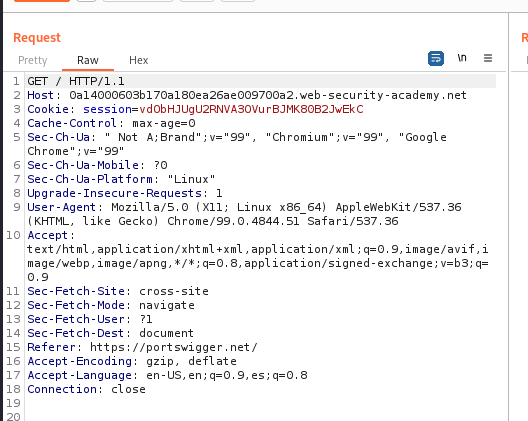 Request
R
Pretty Raw Hex
\n
1 GET / HTTP/1.1
2 Host: 0a14000603b170a180ea26ae009700a2.web-security-academy.net
3 Cookie: session=vdObHJUgU2RNVA3OVurBJMK80B2JwEkC
4 Cache-Control: max-age=0
5 Sec-Ch-Ua: " Not A;Brand";v="99", "Chromium";v="99", "Google
Chrome";v="99"
6 Sec-Ch-Ua-Mobile: ?0
7 Sec-Ch-Ua-Platform: "Linux"
8 Upgrade-Insecure-Requests: 1
9 User-Agent: Mozilla/5.0 (X11; Linux x86_64) AppleWebKit/537.36
(KHTML, like Gecko) Chrome/99.0.4844.51 Safari/537.36
10 Accept:
text/html,application/xhtml+xml,application/xml;q=0.9,image/avif,i
mage/webp,image/apng,*/*;q=0.8,application/signed-exchange;v=b3;q=
0.9
11 Sec-Fetch-Site: cross-site
12 Sec-Fetch-Mode: navigate
13 Sec-Fetch-User: ?1
14 Sec-Fetch-Dest: document
15 Referer: https://portswigger.net/
16 Accept-Encoding: gzip, deflate
17 Accept-Language: en-US,en;q=0.9,es;q=0.8
18 Connection: close
19
20